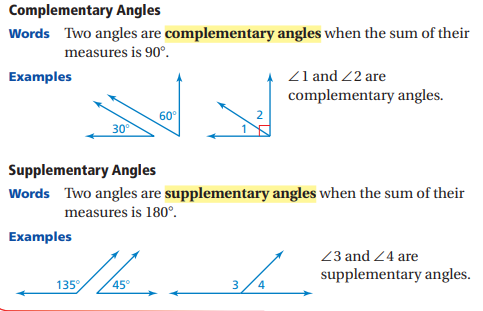 Complementary Angles
Words Two angles are complementary angles when the sum of their
measures is 90°.
Examples
∠1 and ∠2 are
complementary angles.
60°
30°
2
1
Supplementary Angles
Words Two angles are supplementary angles when the sum of their
measures is 180°.
Examples
∠3 and ∠4 are
supplementary angles.
135° 45° 3 4